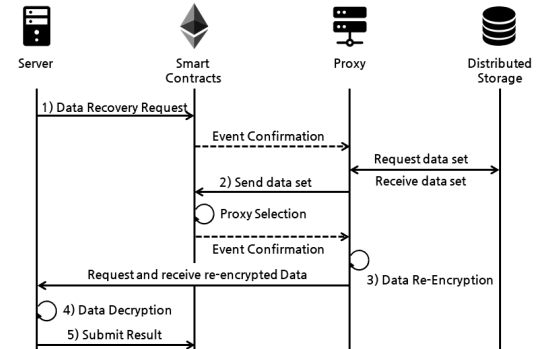 Server
Smart
Contracts
Proxy
Distributed
Storage
1) Data Recovery Request
Event Confirmation
Request data set
Receive data set
2) Send data set
Proxy Selection
Event Confirmation
3) Data Re-Encryption
Request and receive re-encrypted Data
4) Data Decryption
5) Submit Result